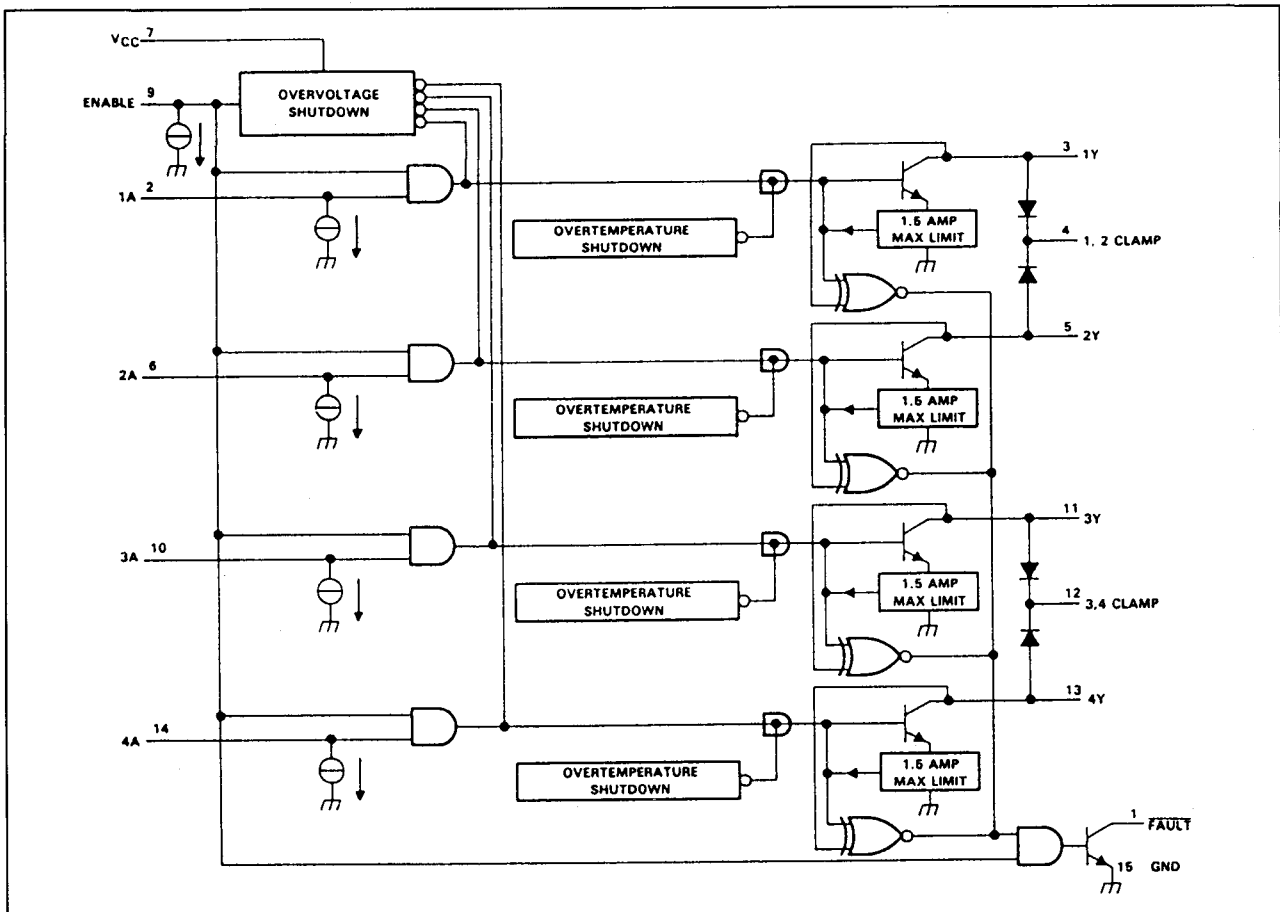 VCC 7
ENABLE 9
OVERVOLTAGE
SHUTDOWN
1A 2
OVERTEMPERATURE
SHUTDOWN
1.5 AMP
MAX LIMIT
3 1Y
4 1, 2 CLAMP
2A 6
OVERTEMPERATURE
SHUTDOWN
1.5 AMP
MAX LIMIT
5 2Y
3A 10
OVERTEMPERATURE
SHUTDOWN
1.5 AMP
MAX LIMIT
11 3Y
12 3,4 CLAMP
4A 14
OVERTEMPERATURE
SHUTDOWN
1.5 AMP
MAX LIMIT
13 4Y
1 FAULT
15 GND